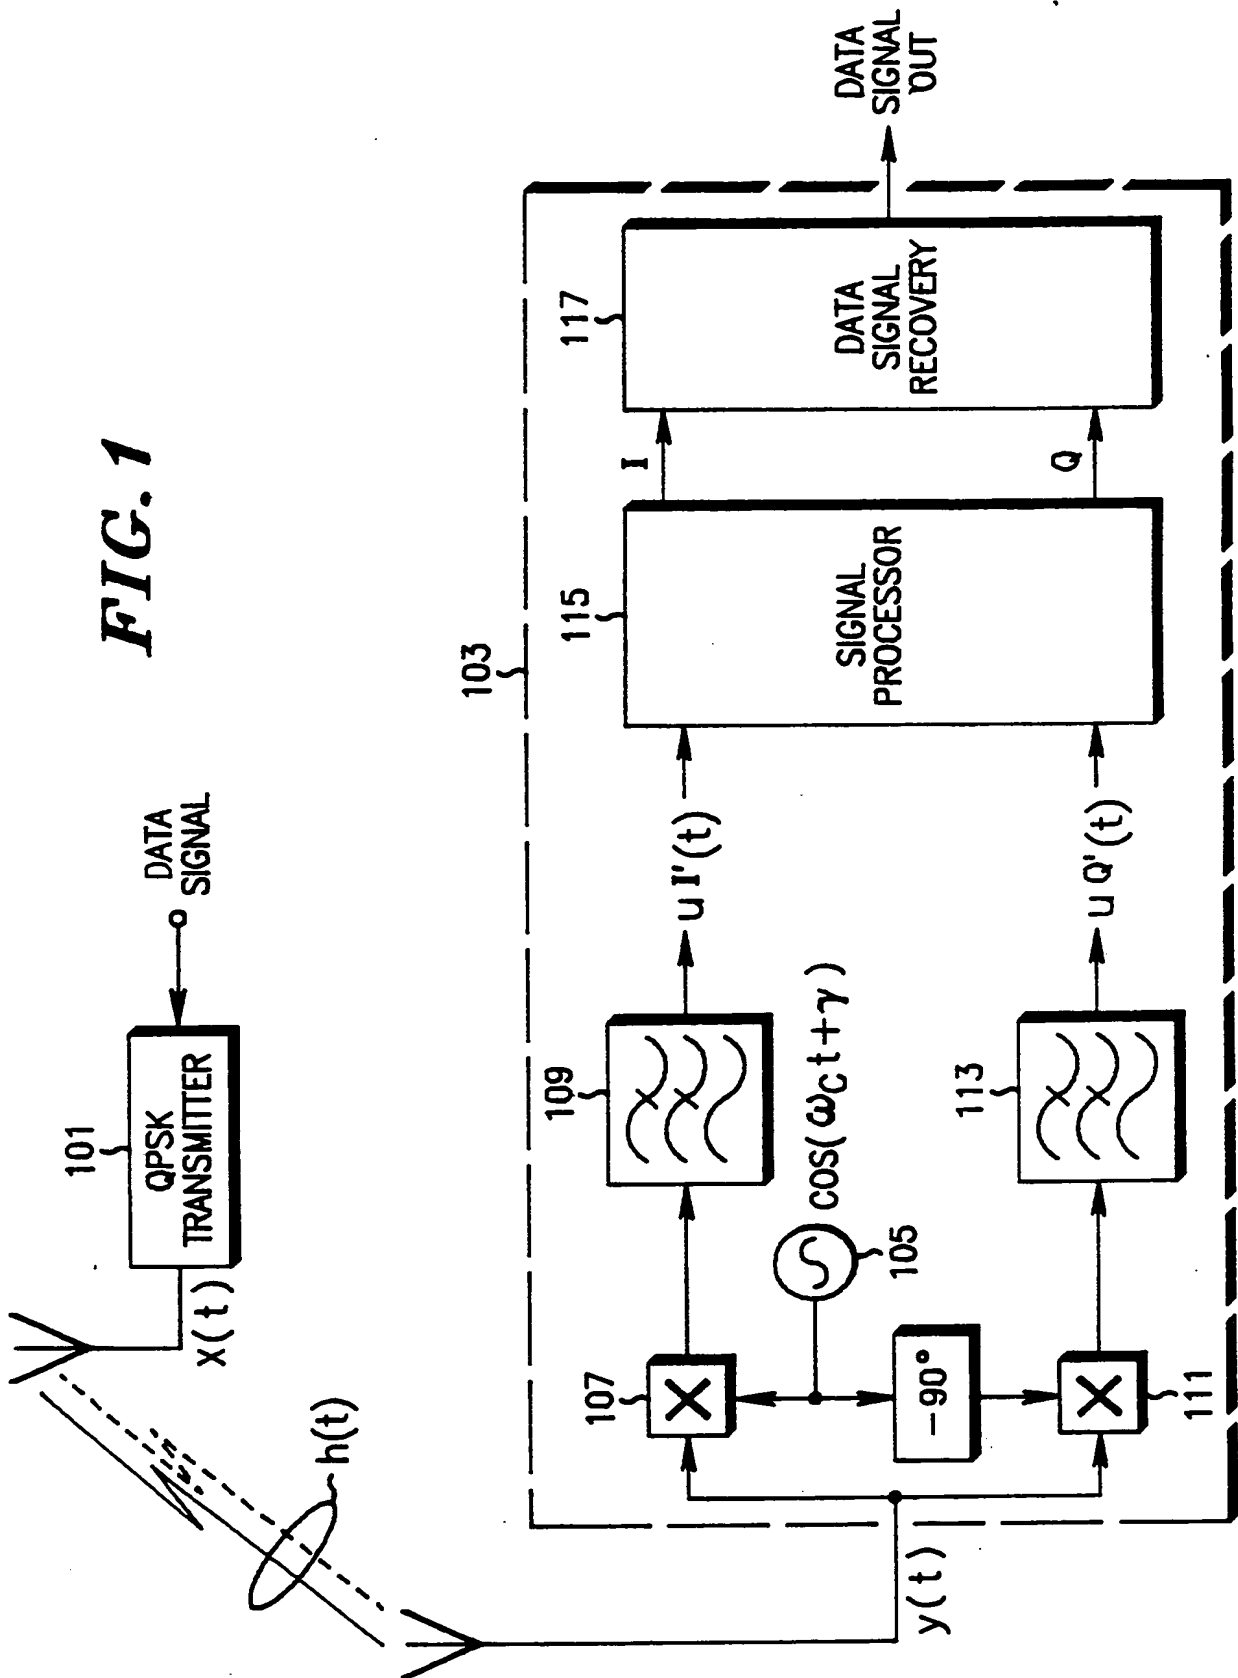 FIG. 1
DATA
SIGNAL
101
QPSK
TRANSMITTER
X(t)
h(t)
y(t)
103
107
109
u I'(t)
115
SIGNAL
PROCESSOR
I
117
DATA
SIGNAL
RECOVERY
DATA
SIGNAL
OUT
COS(ωCt+γ)
105
-90°
111
113
u Q'(t)
Q